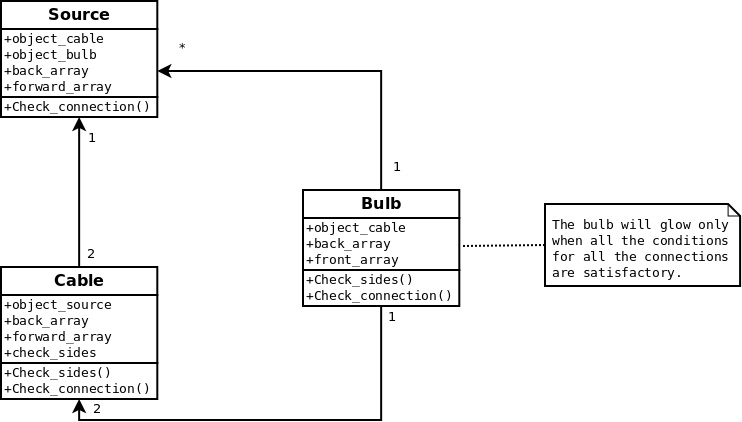 Source
+object_cable
+object_bulb
+back_array
+forward_array
+Check_connection()
*
1
1
Bulb
+object_cable
+back_array
+front_array
+Check_sides()
+Check_connection()
The bulb will glow only
when all the conditions
for all the connections
are satisfactory.
2
Cable
+object_source
+back_array
+forward_array
+check_sides
+Check_sides()
+Check_connection()
1
2